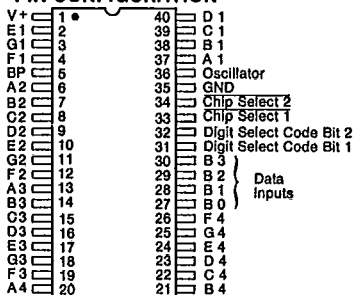 PIN CONFIGURATION
V+ 1 40 D 1
E 1 2 39 C 1
G 1 3 38 B 1
F 1 4 37 A 1
BP 5 36 Oscillator
A 2 6 35 GND
B 2 7 34 Chip Select 2
C 2 8 33 Chip Select 1
D 2 9 32 Digit Select Code Bit 2
E 2 10 31 Digit Select Code Bit 1
G 2 11 30 B 3
F 2 12 29 B 2 Data
A 3 13 28 B 1 Inputs
B 3 14 27 B 0
C 3 15 26 F 4
D 3 16 25 G 4
E 3 17 24 E 4
G 3 18 23 D 4
F 3 19 22 C 4
A 4 20 21 B 4